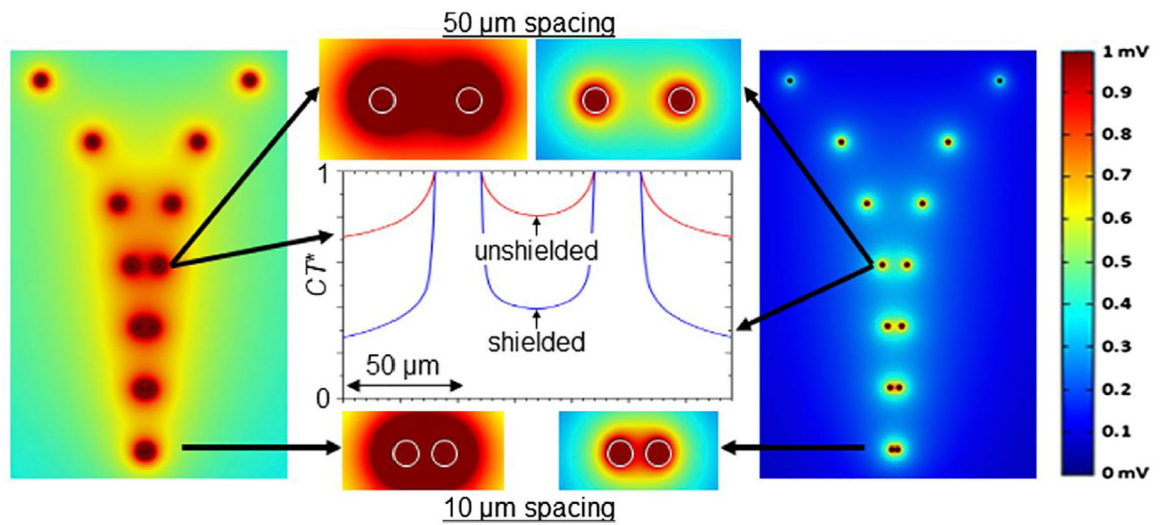 50 µm spacing
1 mV
0.9
0.8
0.7
0.6
0.5
0.4
0.3
0.2
0.1
0 mV
1
CT*
0
unshielded
shielded
50 µm
10 µm spacing